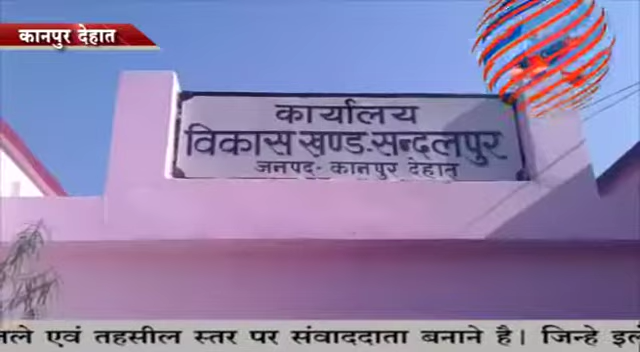 कानपुर देहात
कार्यालय
विकास खण्ड-सन्दलपुर
जनपद- कानपुर देहात
एवं तहसील स्तर पर संवाददाता बनाने है। जिन्हे